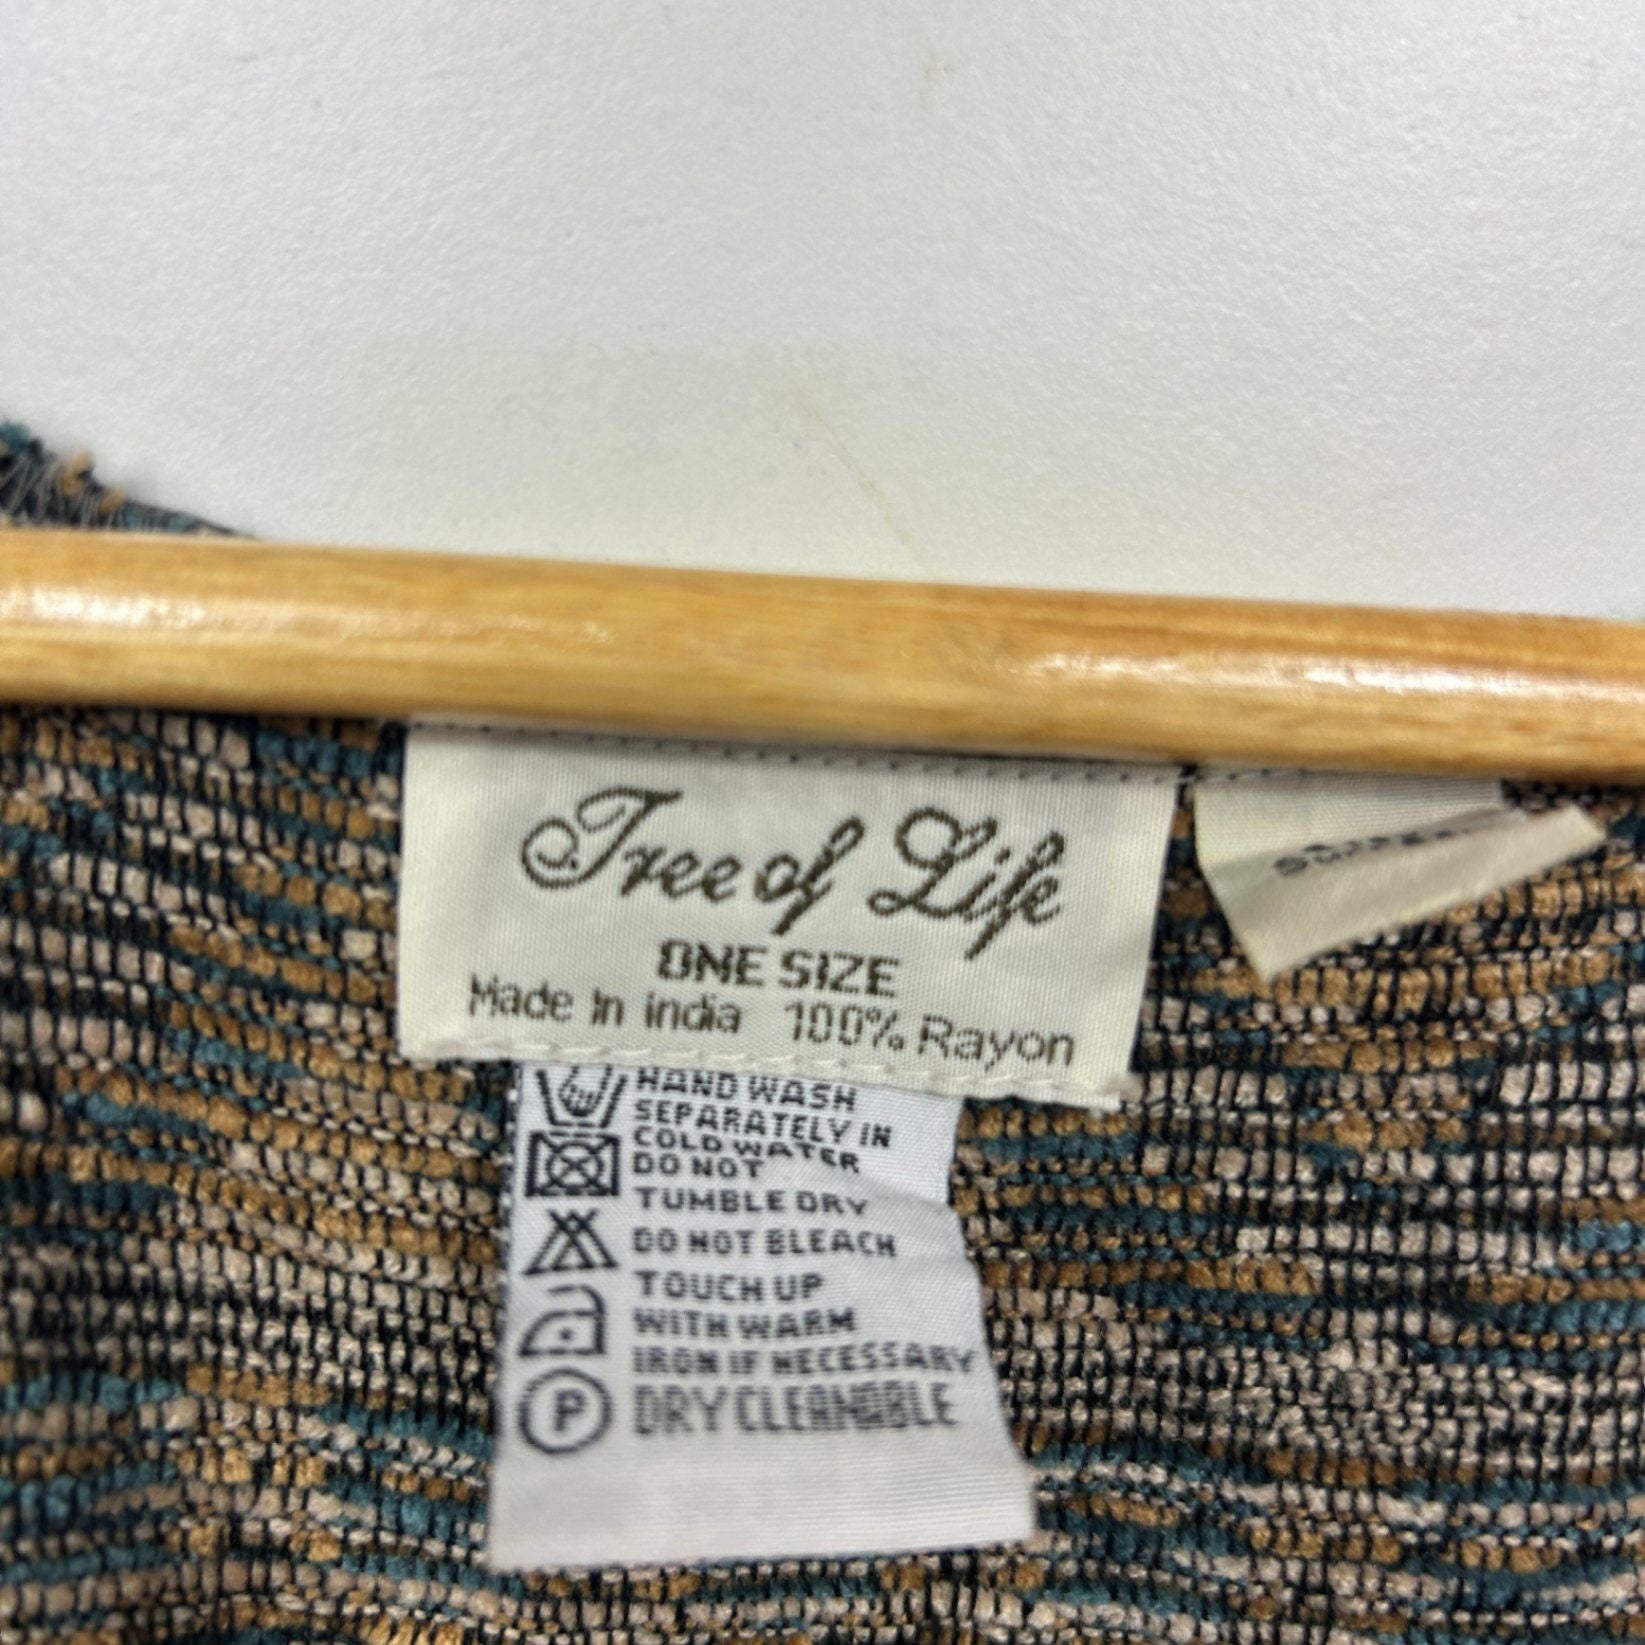 Tree of Life
ONE SIZE
Made in india 100% Rayon
HAND WASH
SEPARATELY IN
COLD WATER
DO NOT
TUMBLE DRY
DO NOT BLEACH
TOUCH UP
WITH WARM
IRON IF NECESSARY
P DRYCLEANABLE